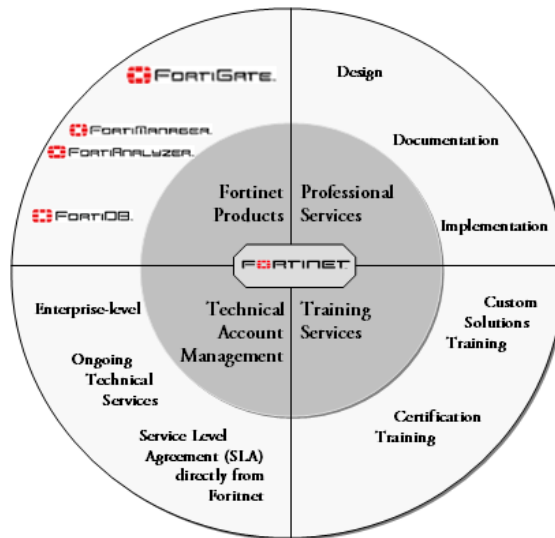 FORTIGATE
FORTIMANAGER
FORTIANALYZER
FORTIDB
Fortinet
Products
Design
Documentation
Implementation
Professional
Services
FORTINET
Enterprise-level
Ongoing
Technical
Services
Service Level
Agreement (SLA)
directly from
Foritnet
Technical
Account
Management
Training
Services
Custom
Solutions
Training
Certification
Training